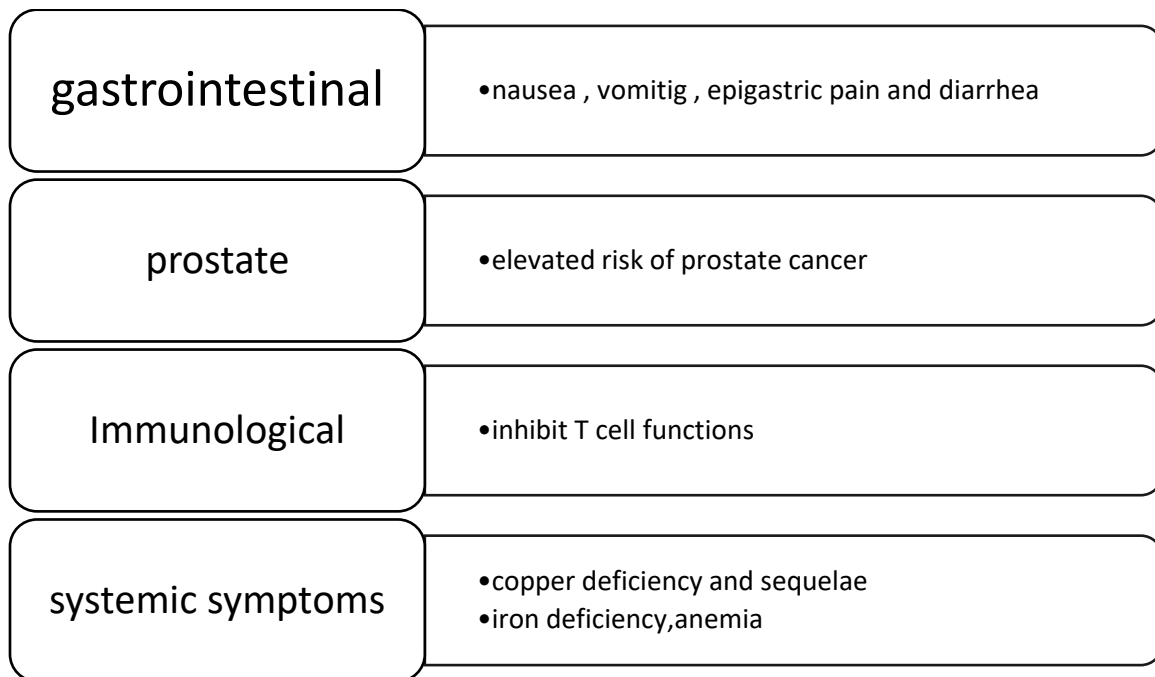 gastrointestinal
•nausea , vomitig , epigastric pain and diarrhea
prostate
•elevated risk of prostate cancer
Immunological
•inhibit T cell functions
systemic symptoms
•copper deficiency and sequelae
•iron deficiency,anemia